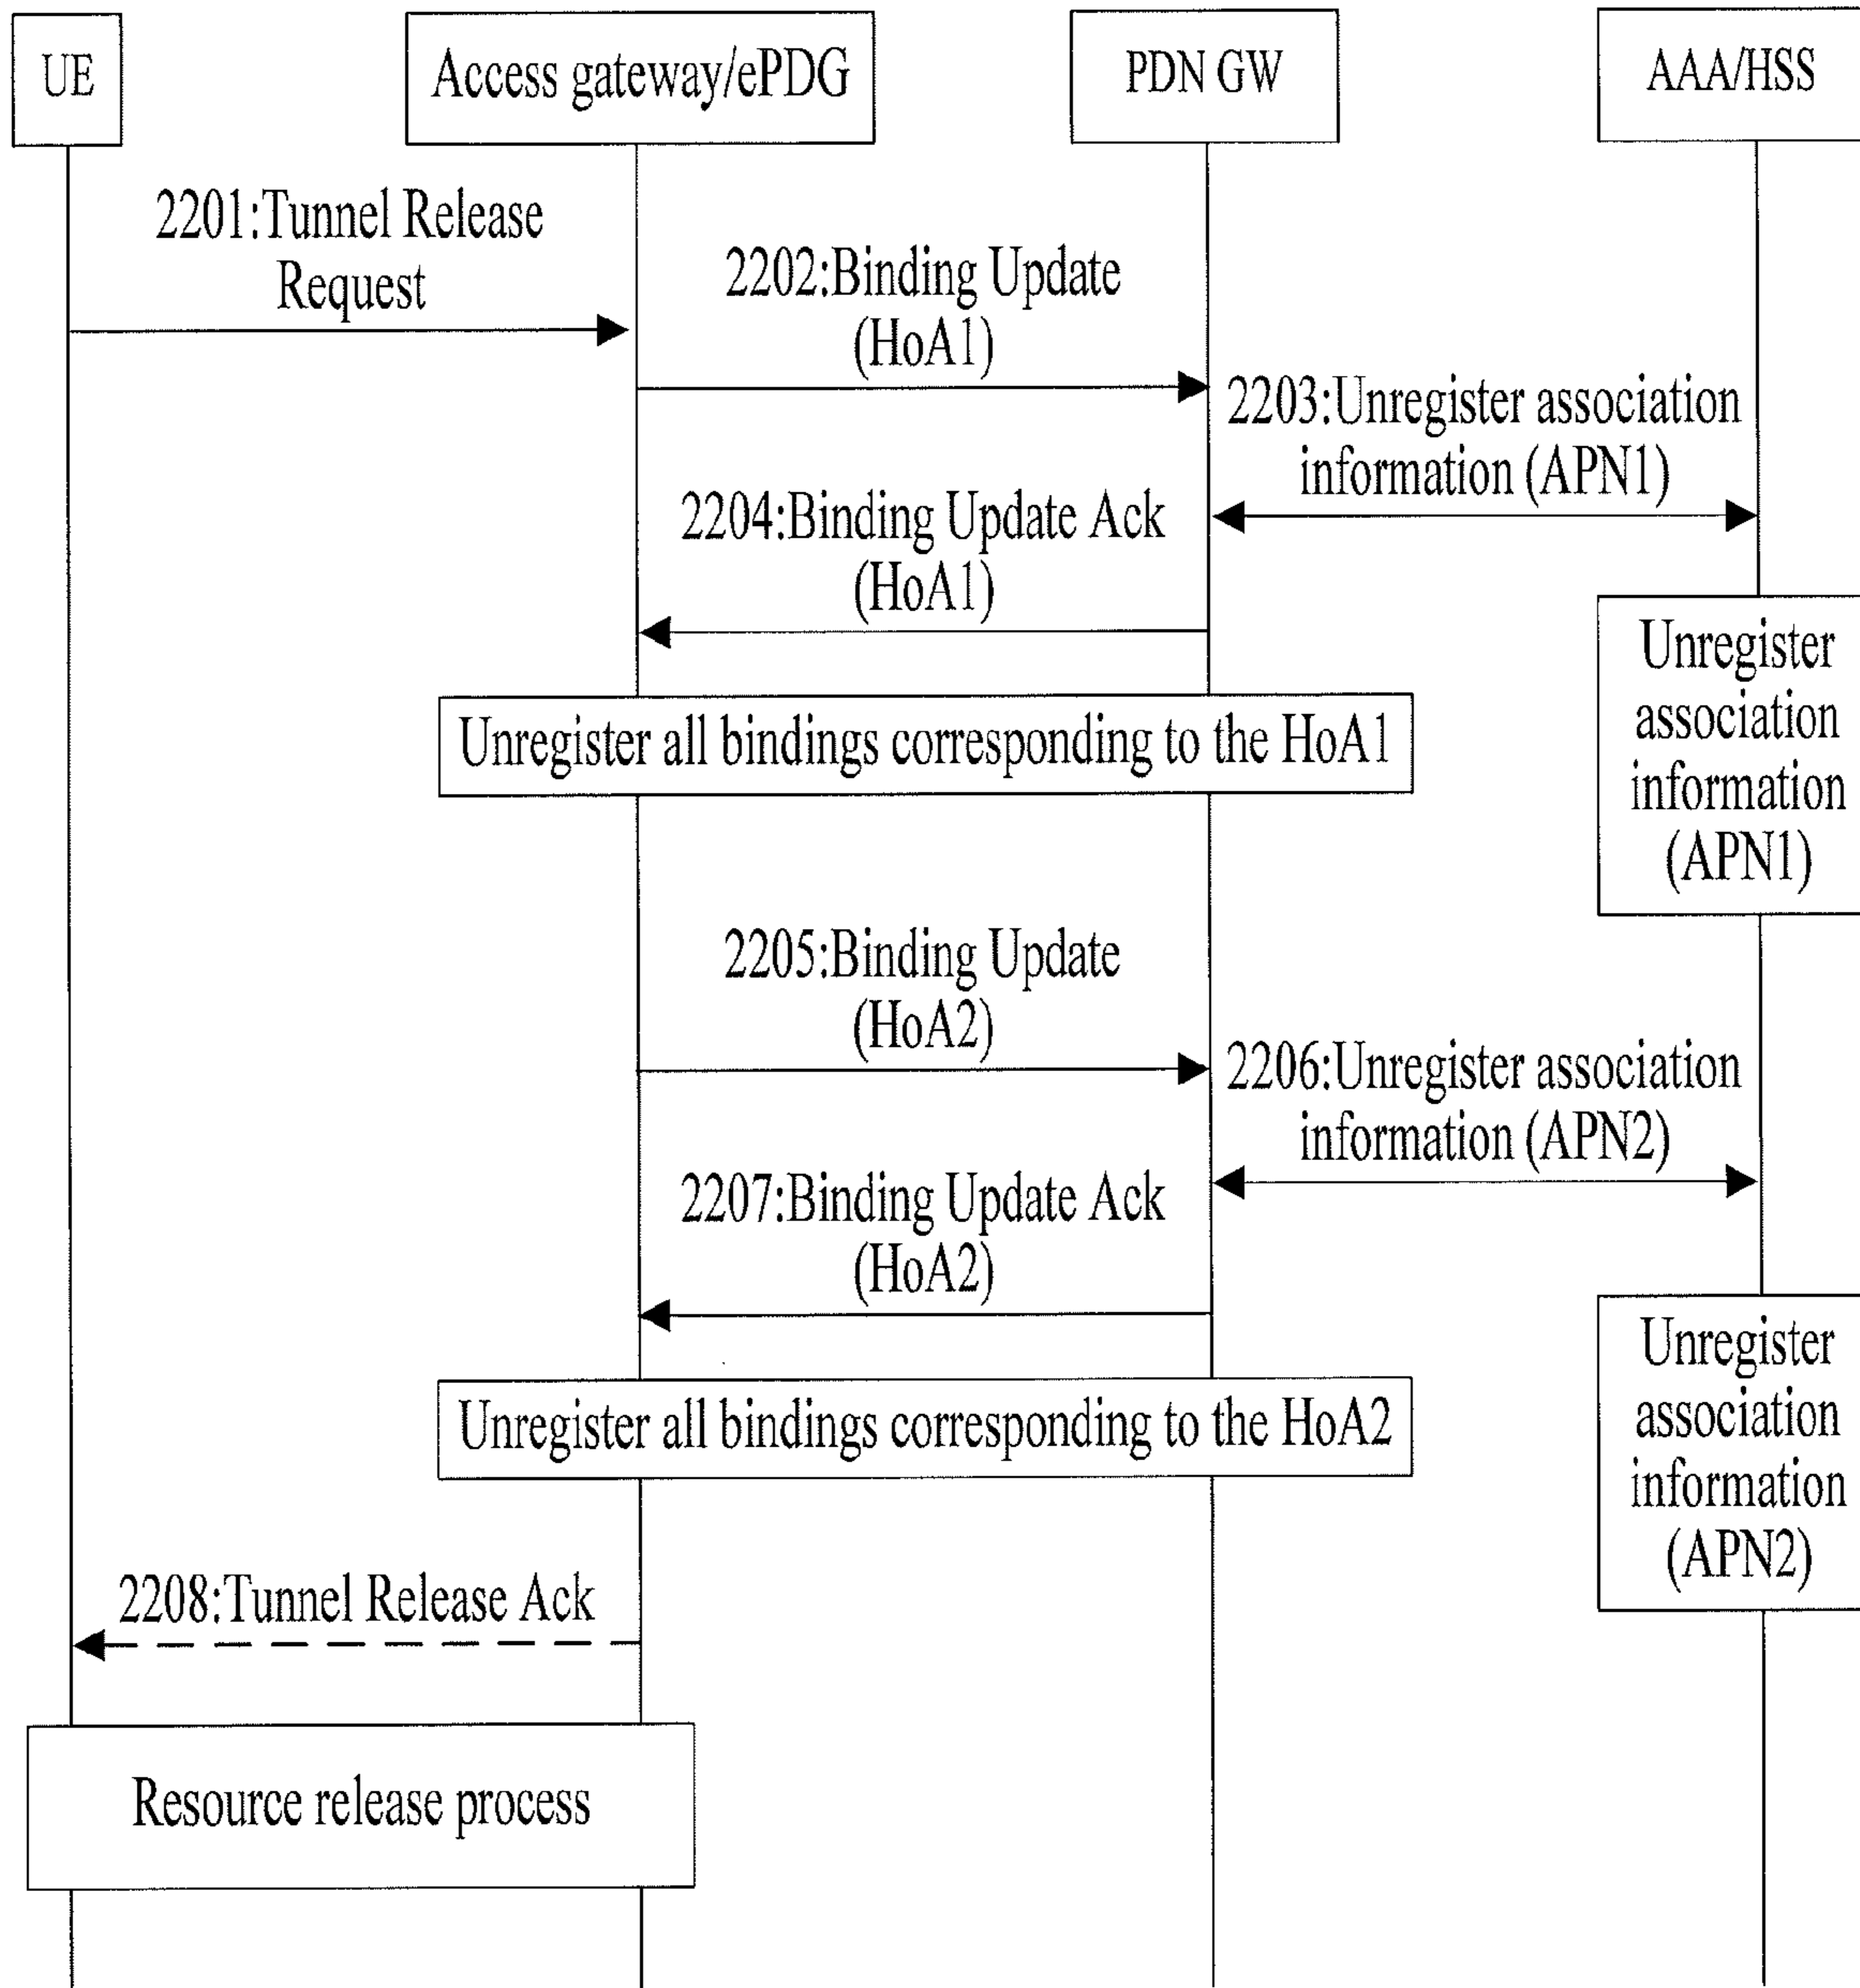 UE
Access gateway/ePDG
PDN GW
AAA/HSS
2201:Tunnel Release
Request
2202:Binding Update
(HoA1)
2203:Unregister association
information (APN1)
2204:Binding Update Ack
(HoA1)
Unregister
association
information
(APN1)
Unregister all bindings corresponding to the HoA1
2205:Binding Update
(HoA2)
2206:Unregister association
information (APN2)
2207:Binding Update Ack
(HoA2)
Unregister
association
information
(APN2)
Unregister all bindings corresponding to the HoA2
2208:Tunnel Release Ack
Resource release process